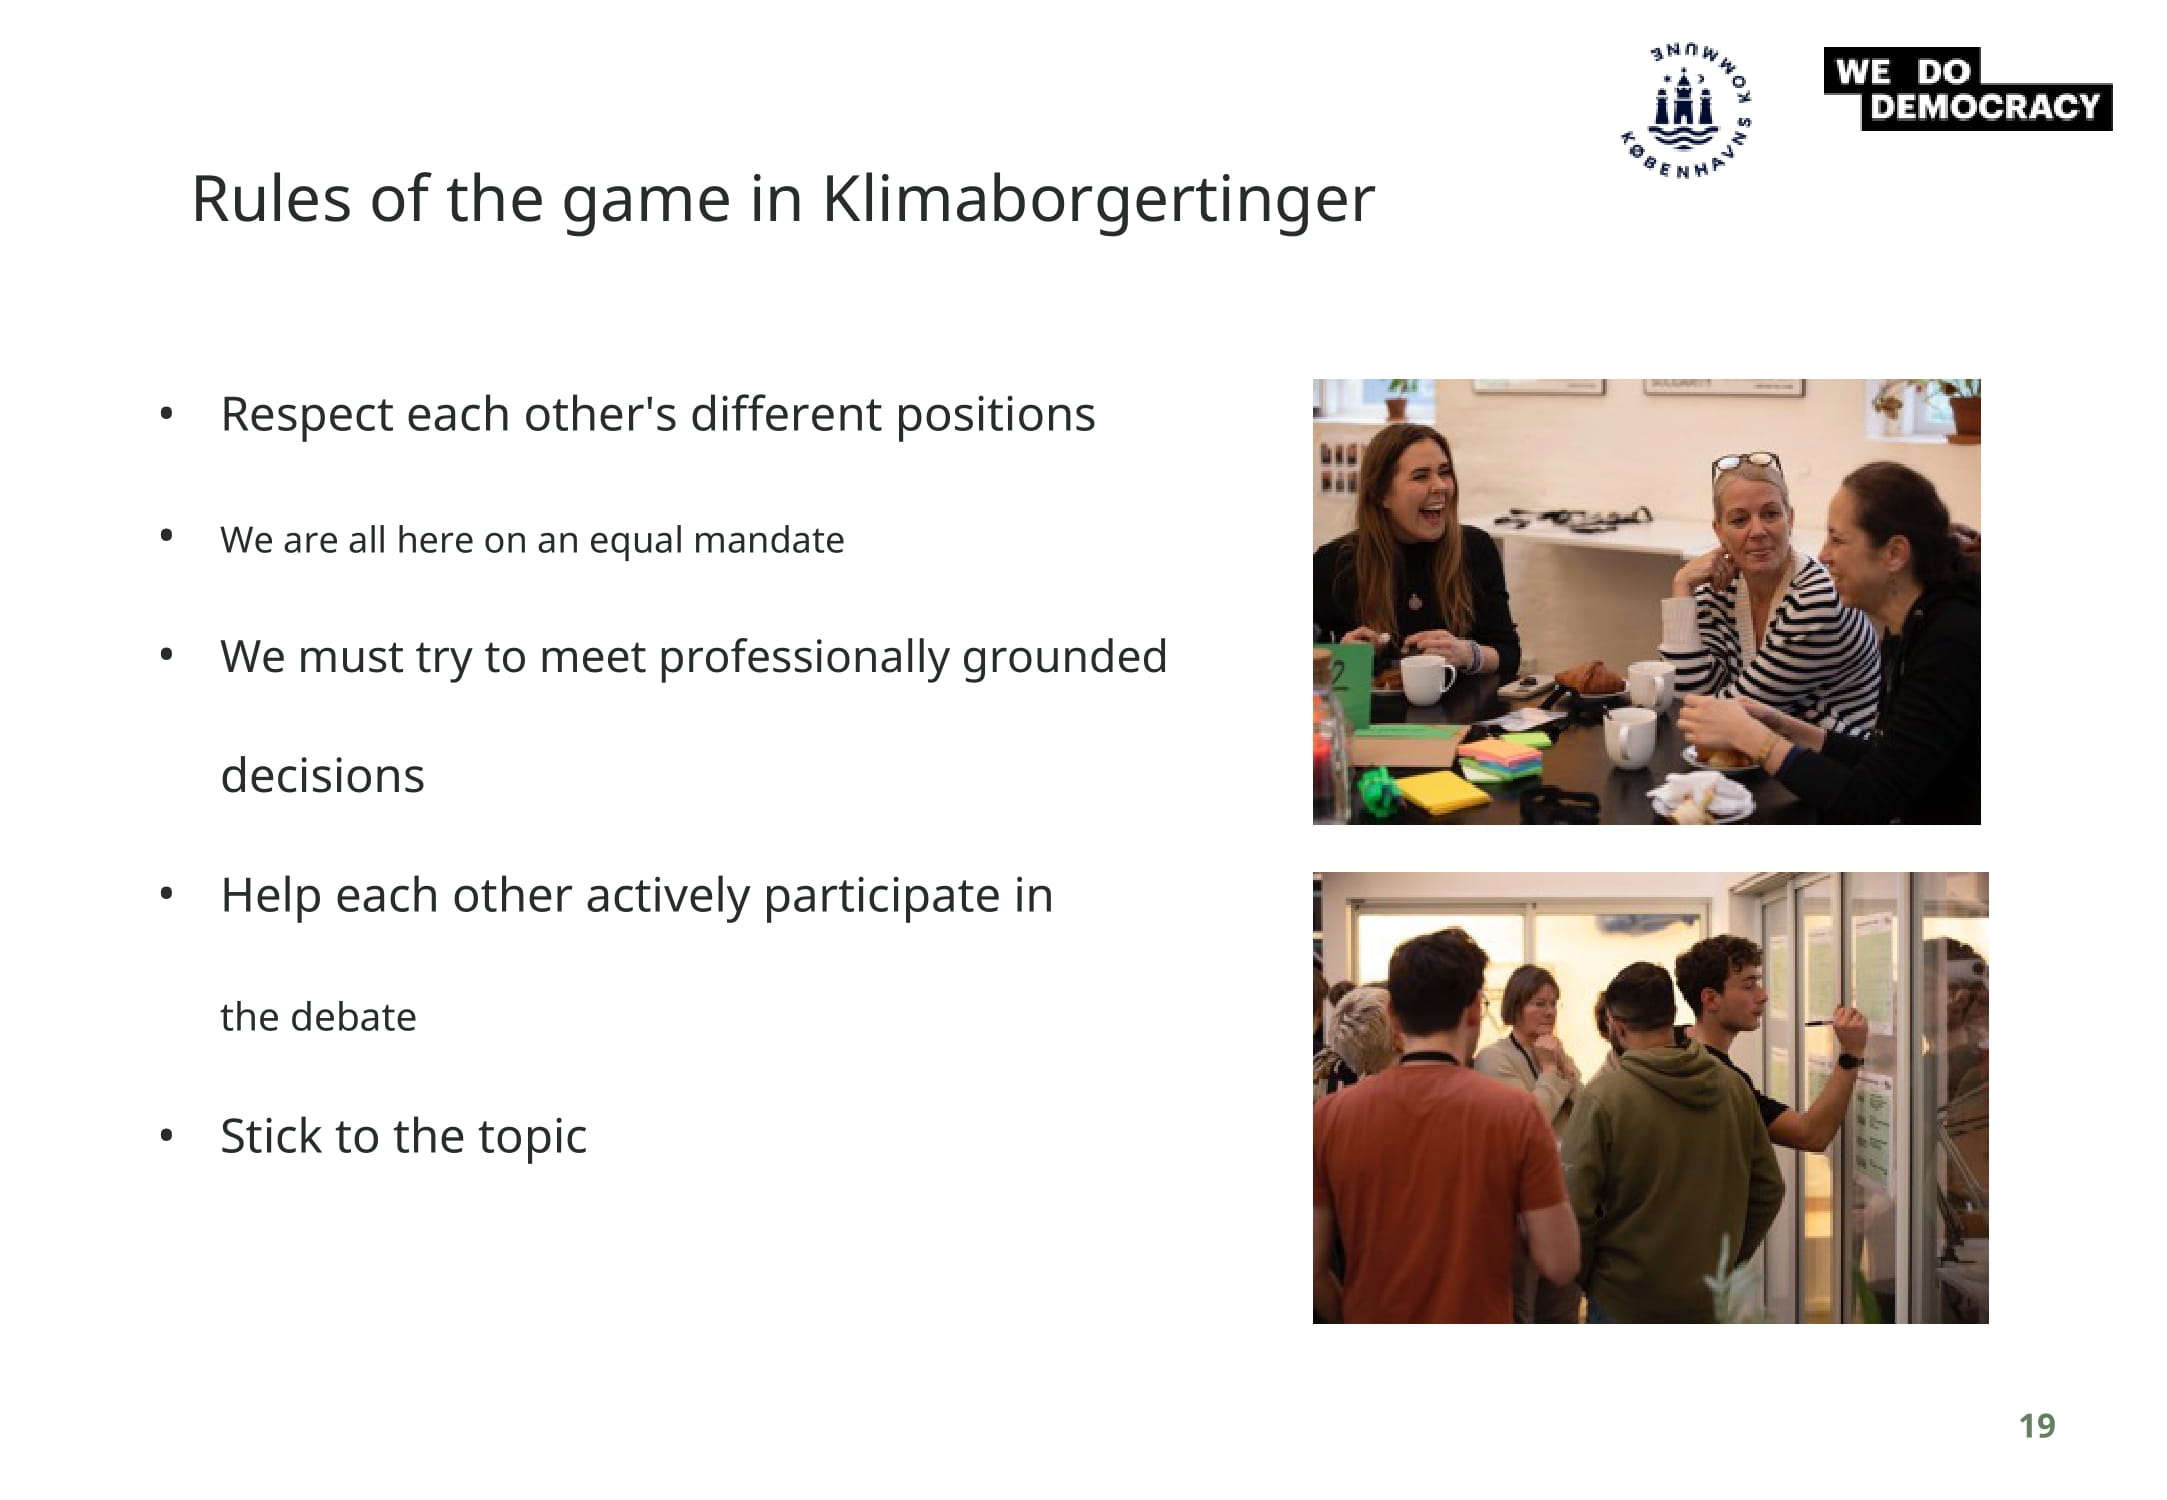 KØBENHAVNS KOMMUNE
WE DO
DEMOCRACY
Rules of the game in Klimaborgertinger
• Respect each other's different positions
• We are all here on an equal mandate
• We must try to meet professionally grounded
decisions
• Help each other actively participate in
the debate
• Stick to the topic
SOLIDARITY
2
19